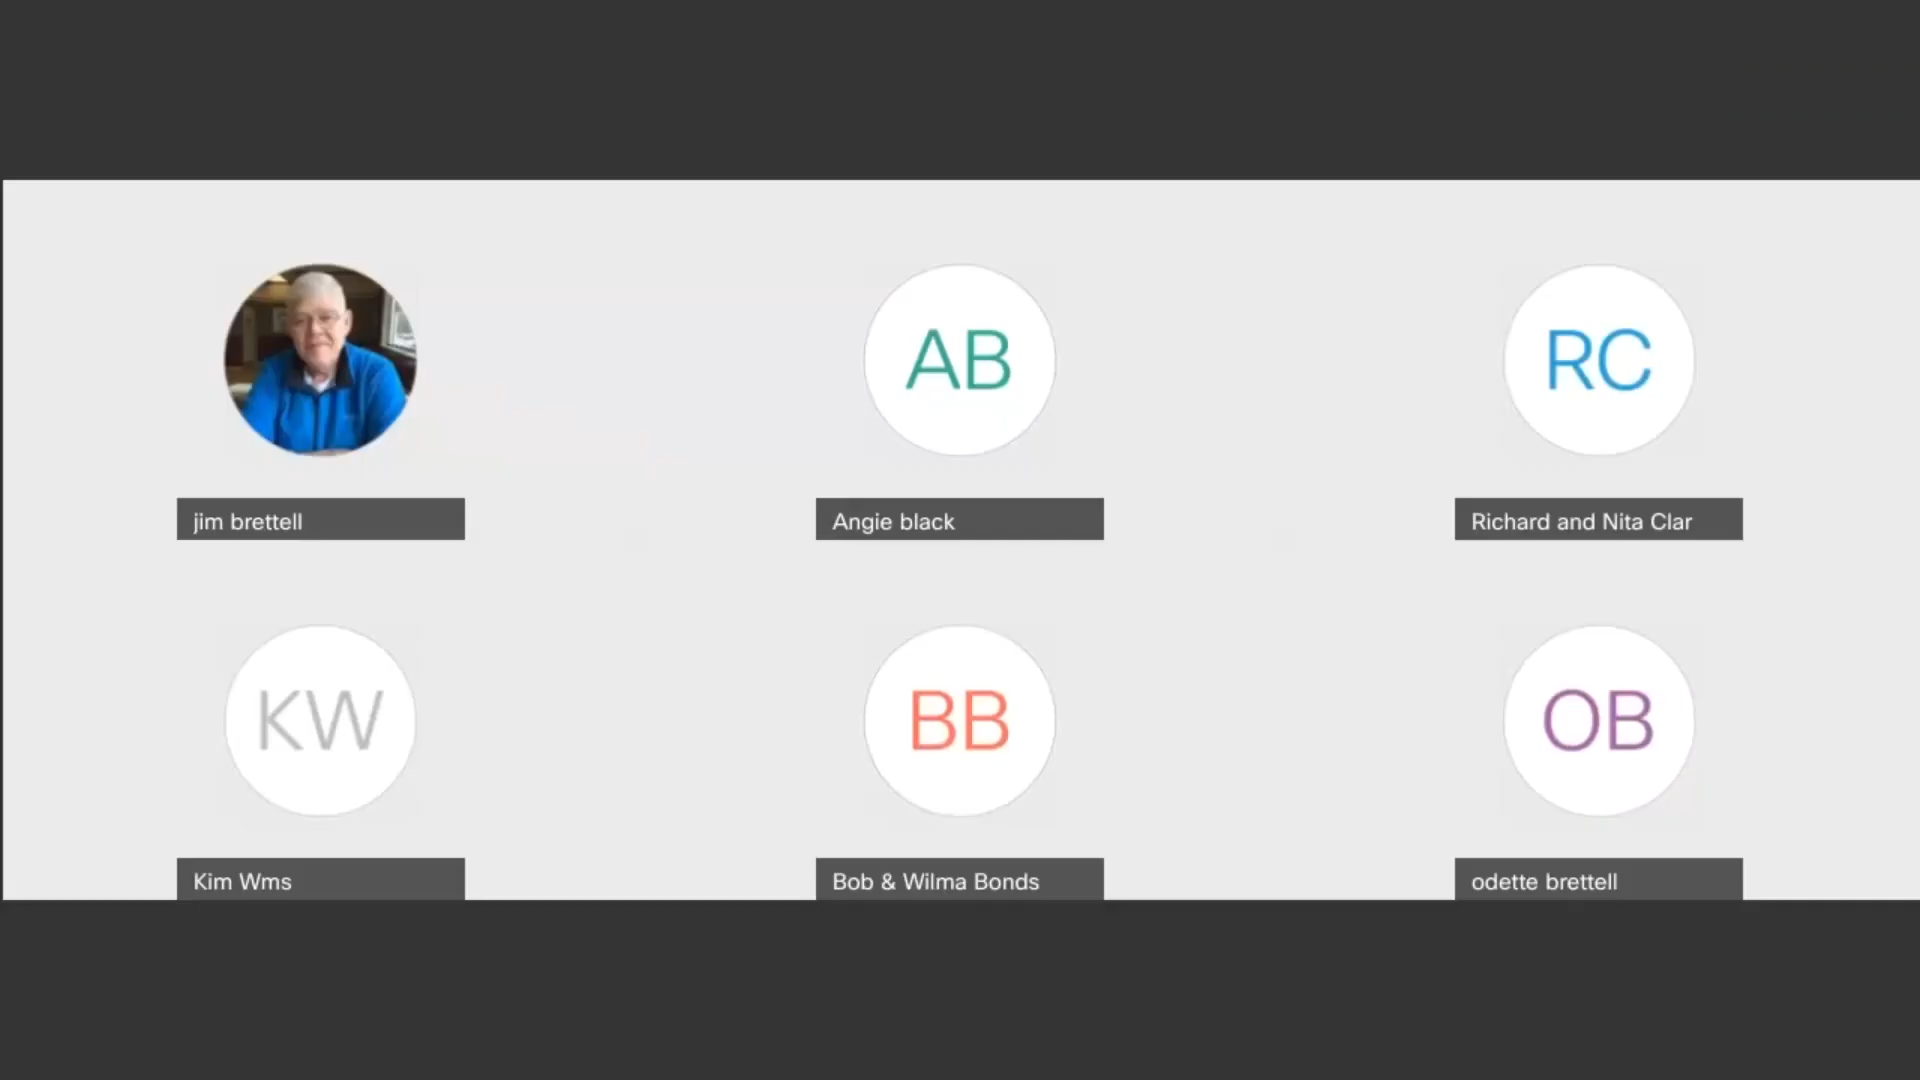 AB
RC
jim brettell
Angie black
Richard and Nita Clar
KW
BB
OB
Kim Wms
Bob & Wilma Bonds
odette brettell